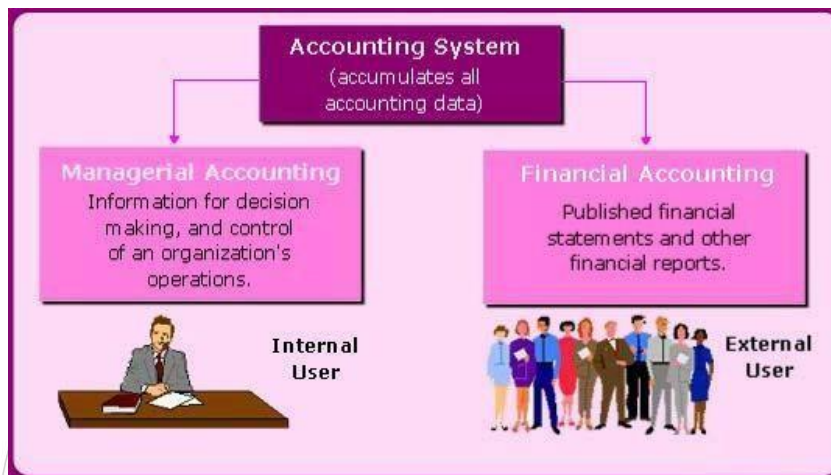 Accounting System
(accumulates all
accounting data)
Managerial Accounting
Information for decision
making, and control
of an organization's
operations.
Financial Accounting
Published financial
statements and other
financial reports.
Internal
User
External
User